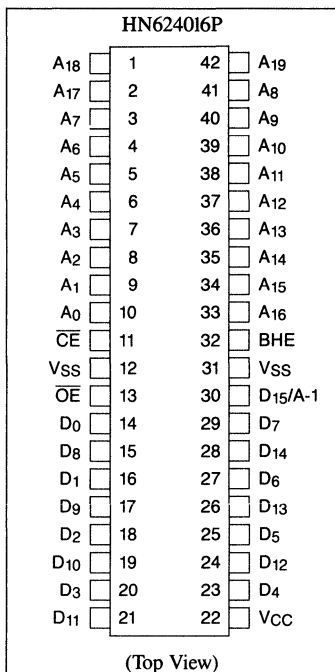 HN624016P
A18 1 42 A19
A17 2 41 A8
A7 3 40 A9
A6 4 39 A10
A5 5 38 A11
A4 6 37 A12
A3 7 36 A13
A2 8 35 A14
A1 9 34 A15
A0 10 33 A16
CE 11 32 BHE
VSS 12 31 VSS
OE 13 30 D15/A-1
D0 14 29 D7
D8 15 28 D14
D1 16 27 D6
D9 17 26 D13
D2 18 25 D5
D10 19 24 D12
D3 20 23 D4
D11 21 22 VCC
(Top View)